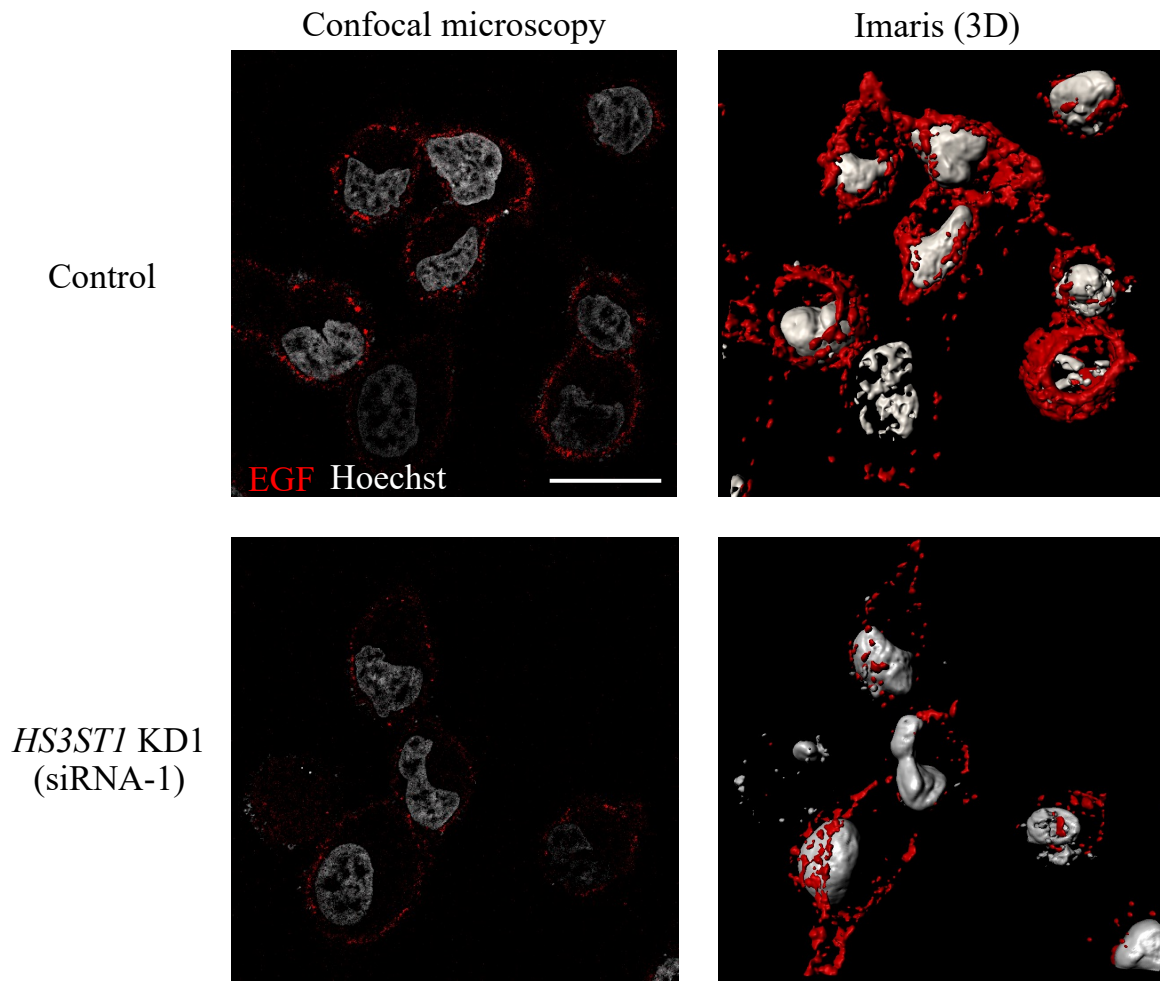 Confocal microscopy
Imaris (3D)
Control
EGF Hoechst
HS3ST1 KD1
(siRNA-1)